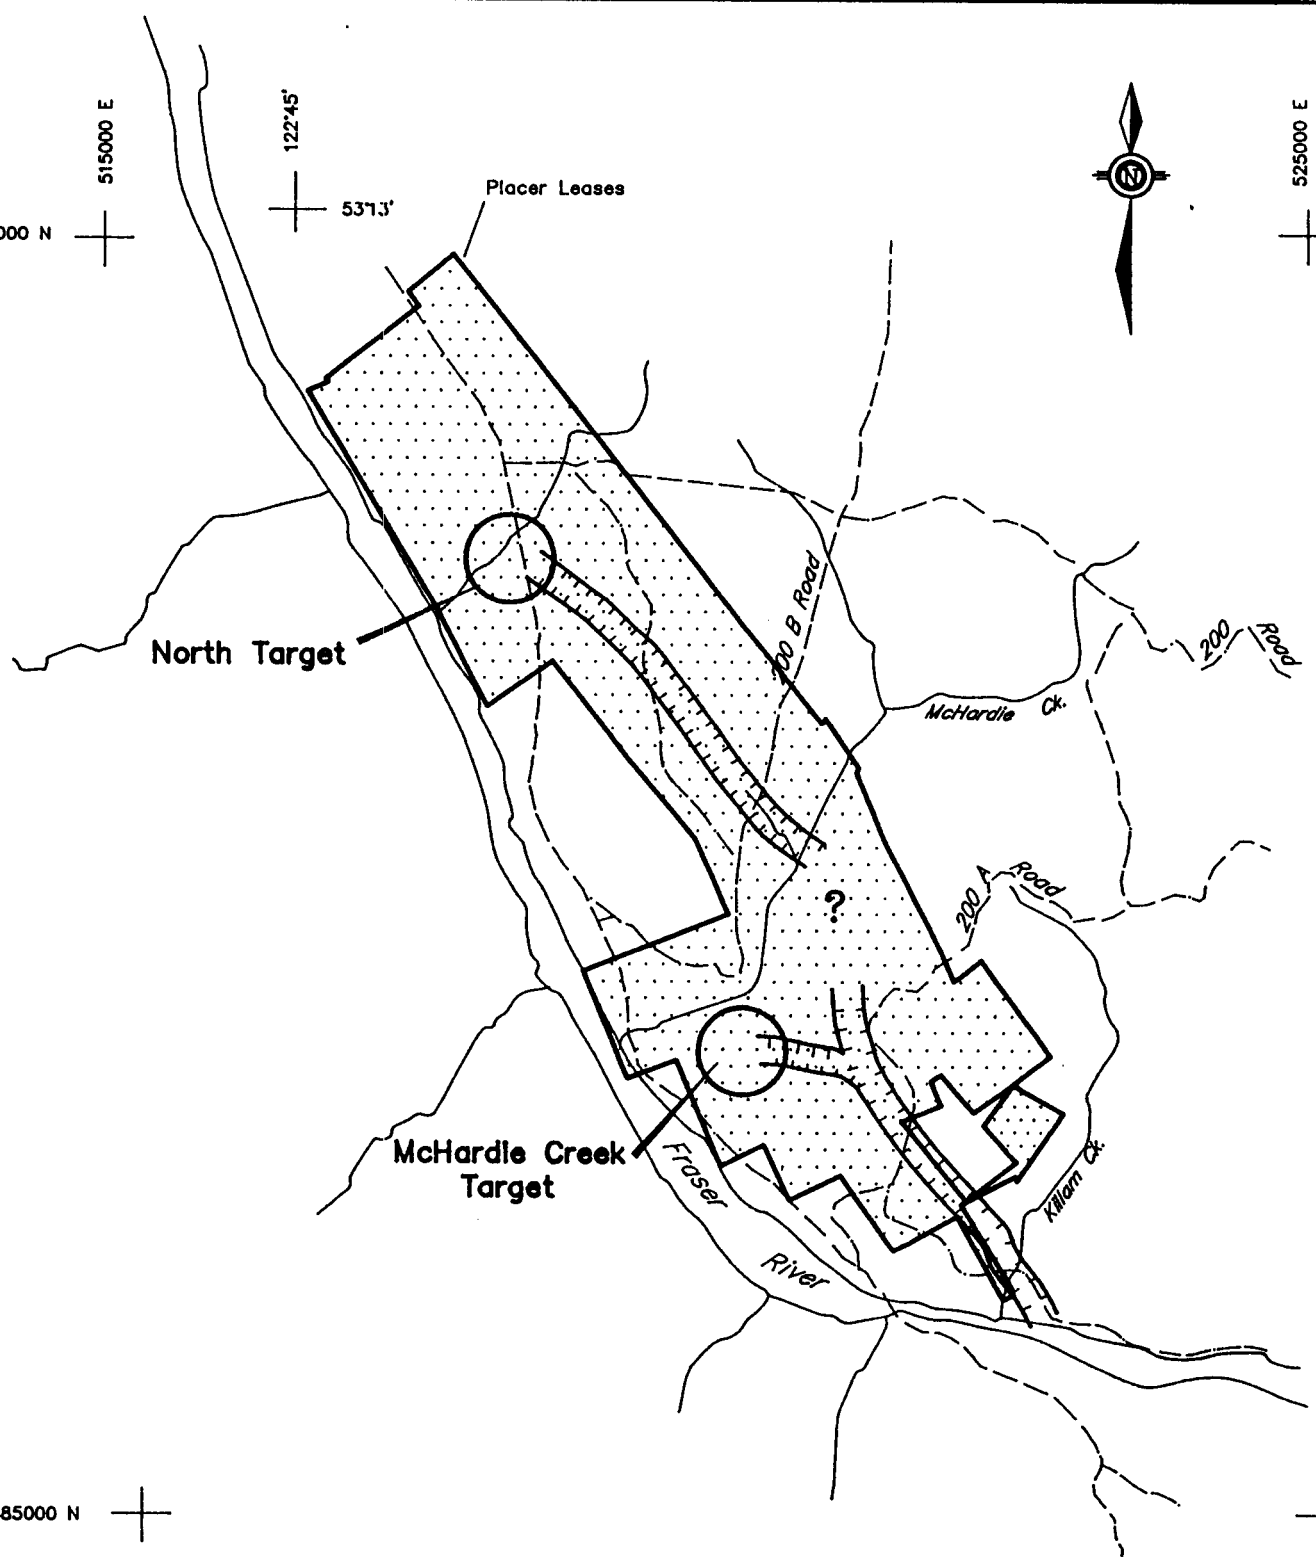 515000 E
122°45'
525000 E
N
Placer Leases
53°13'
000 N
200 B Road
200 Road
North Target
McHardie Ck.
200 A Road
?
McHardie Creek
Target
Fraser
River
Killam Ck.
85000 N